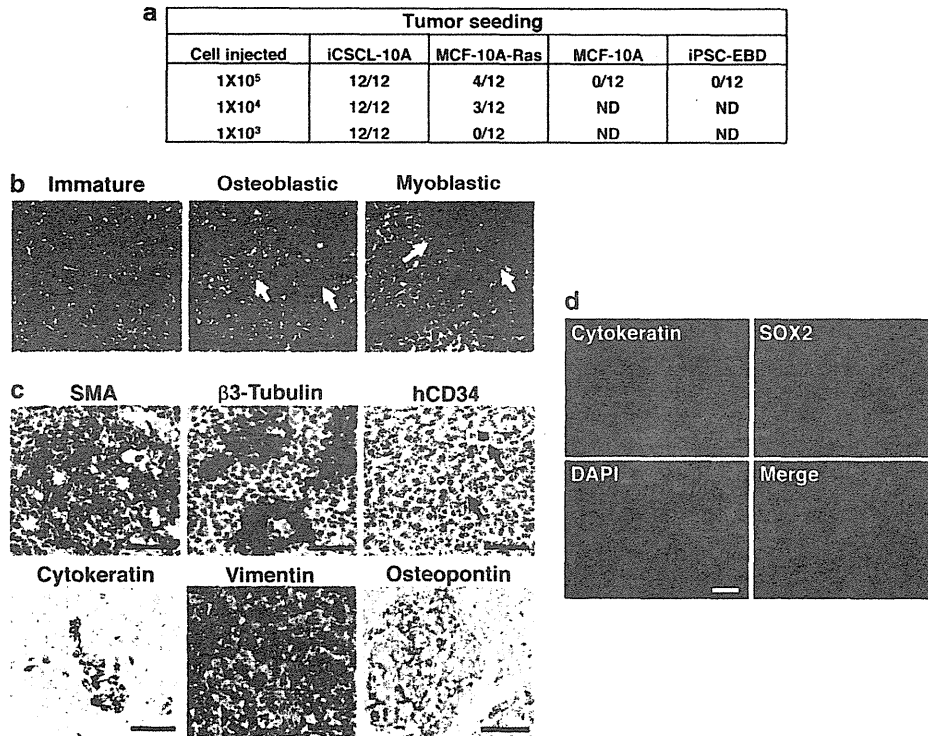 a
Tumor seeding
Cell injected iCSCL-10A MCF-10A-Ras MCF-10A iPSC-EBD
1X10⁵ 12/12 4/12 0/12 0/12
1X10⁴ 12/12 3/12 ND ND
1X10³ 12/12 0/12 ND ND
b
Immature Osteoblastic Myoblastic
c
SMA β3-Tubulin hCD34
Cytokeratin Vimentin Osteopontin
d
Cytokeratin SOX2
DAPI Merge